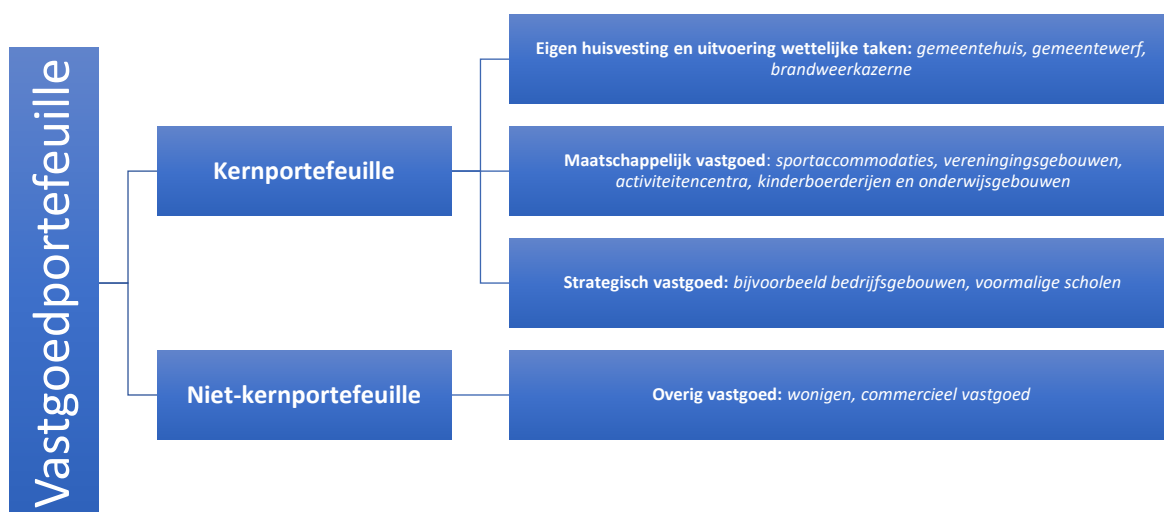 Vastgoedportefeuille
Kernportefeuille
Eigen huisvesting en uitvoering wettelijke taken: gemeentehuis, gemeentewerf,
brandweerkazerne
Maatschappelijk vastgoed: sportaccommodaties, vereningingsgebouwen,
activiteitencentra, kinderboerderijen en onderwijsgebouwen
Strategisch vastgoed: bijvoorbeeld bedrijfsgebouwen, voormalige scholen
Niet-kernportefeuille
Overig vastgoed: wonigen, commercieel vastgoed